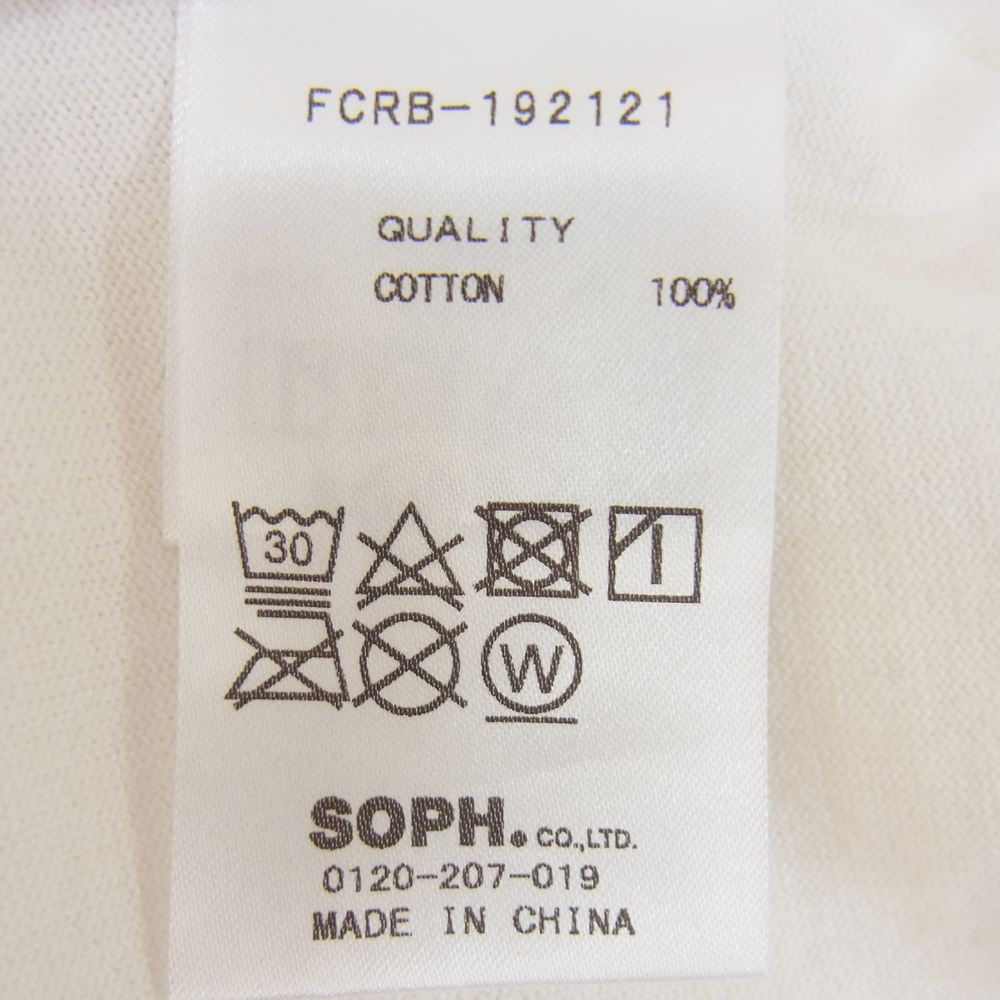 FCRB-192121
QUALITY
COTTON 100%
30
W
SOPH. CO.,LTD.
0120-207-019
MADE IN CHINA